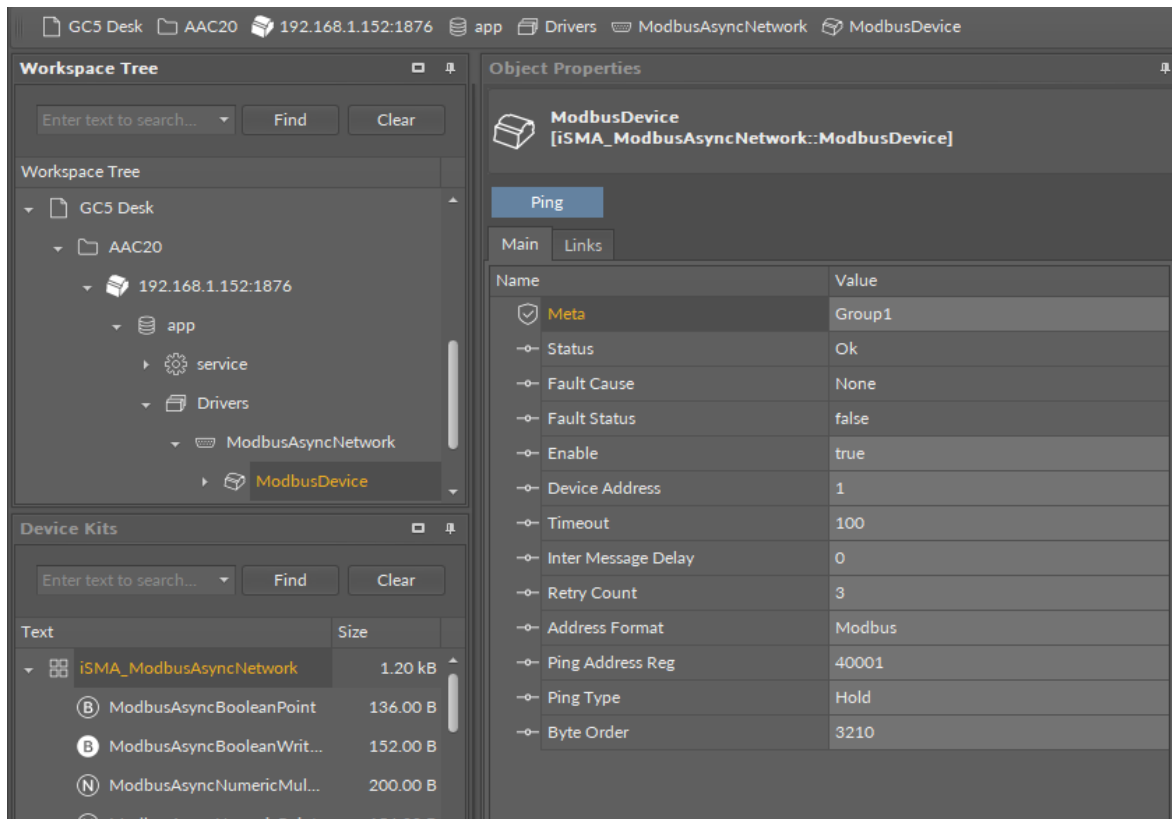 GC5 Desk AAC20 192.168.1.152:1876 app Drivers ModbusAsyncNetwork ModbusDevice
Workspace Tree
Enter text to search... Find Clear
Workspace Tree
GC5 Desk
AAC20
192.168.1.152:1876
app
service
Drivers
ModbusAsyncNetwork
ModbusDevice
Device Kits
Enter text to search... Find Clear
Text Size
iSMA_ModbusAsyncNetwork 1.20 kB
B ModbusAsyncBooleanPoint 136.00 B
B ModbusAsyncBooleanWrit... 152.00 B
N ModbusAsyncNumericMul... 200.00 B
Object Properties
ModbusDevice
[iSMA_ModbusAsyncNetwork::ModbusDevice]
Ping
Main Links
Name Value
Meta Group1
Status Ok
Fault Cause None
Fault Status false
Enable true
Device Address 1
Timeout 100
Inter Message Delay 0
Retry Count 3
Address Format Modbus
Ping Address Reg 40001
Ping Type Hold
Byte Order 3210